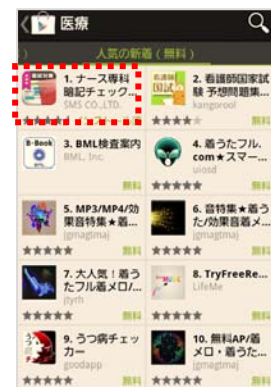 医療
人気の新着（無料）
1. ナース専科
暗記チェック...
SMS CO.,LTD.
2. 看護師国家試
験 予想問題集...
kangorool
無料
B-Book
3. BML検査案内
BML, Inc.
無料
4. 着うたフル.
com★スマー...
uiosd
無料
5. MP3/MP4/効
果音特集★着...
jgmagtmaj
無料
6. 音特集★着う
た/効果音着メ...
jgmagtmaj
無料
7. 大人気！着う
たフル着メロ/...
jtyrh
無料
8. TryFreeRe...
LifeMe
無料
9. うつ病チェッ
カー
goodapp
無料
10. 無料AP/着
メロ・着うた...
jgmagtmaj
無料